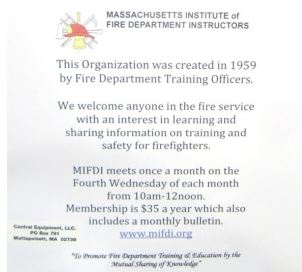 MASSACHUSETTS INSTITUTE of
FIRE DEPARTMENT INSTRUCTORS
This Organization was created in 1959
by Fire Department Training Officers.
We welcome anyone in the fire service
with an interest in learning and
sharing information on training and
safety for firefighters.
MIFDI meets once a month on the
Fourth Wednesday of each month
from 10am-12noon.
Membership is $35 a year which also
includes a monthly bulletin.
www.mifdi.org
Central Equipment, LLC.
PO Box 791
Mattapoisett, MA 02739
"To Promote Fire Department Training & Education by the
Mutual Sharing of Knowledge"